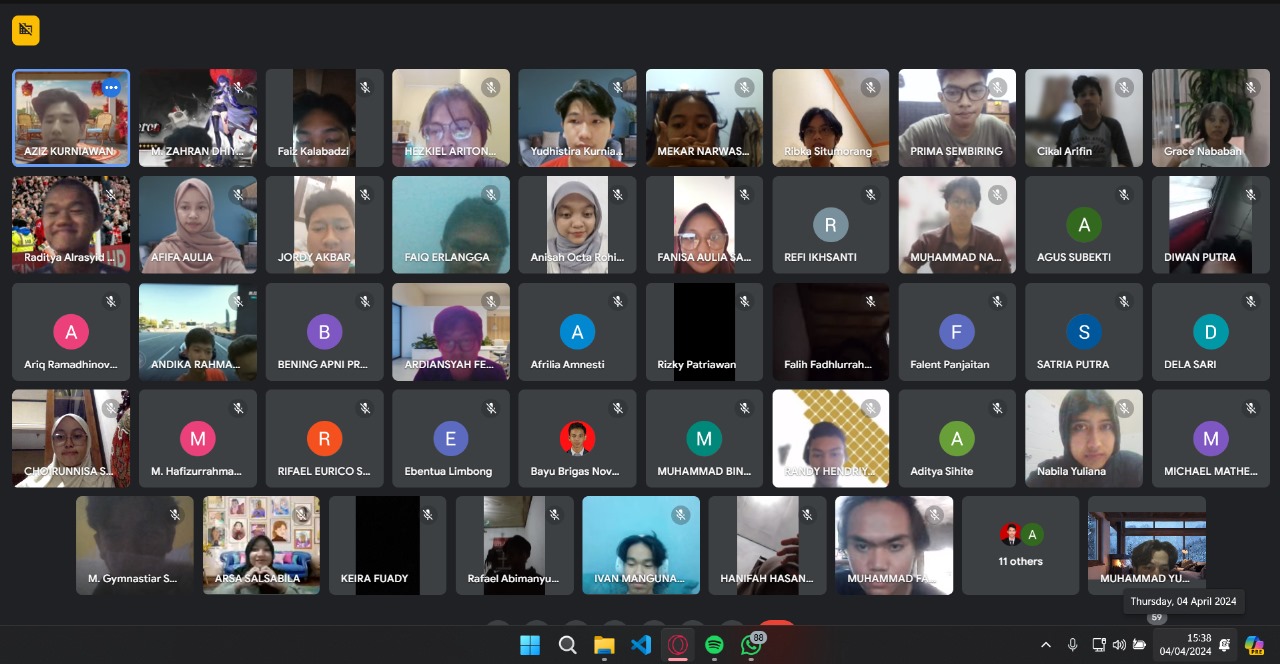 AZIZ KURNIAWAN
M. ZAHRAN DHIY...
Faiz Kalabadzi
HEZKIEL ARITON...
Yudhistira Kurnia...
MEKAR NARWAS...
Ribka Situmorang
PRIMA SEMBIRING
Cikal Arifin
Grace Nababan
Raditya Alrasyid ...
AFIFA AULIA
JORDY AKBAR
FAIQ ERLANGGA
Anisah Octa Rohi...
FANISA AULIA SA...
R
REFI IKHSANTI
MUHAMMAD NA...
A
AGUS SUBEKTI
DIWAN PUTRA
A
Ariq Ramadhinov...
ANDIKA RAHMA...
B
BENING APNI PR...
ARDIANSYAH FE...
A
Afrilia Amnesti
Rizky Patriawan
Falih Fadhlurrah...
F
Falent Panjaitan
S
SATRIA PUTRA
D
DELA SARI
CHOIRUNNISA S...
M
M. Hafizurrahma...
R
RIFAEL EURICO S...
E
Ebentua Limbong
Bayu Brigas Nov...
M
MUHAMMAD BIN...
RANDY HENDRIY...
A
Aditya Sihite
Nabila Yuliana
M
MICHAEL MATHE...
M. Gymnastiar S...
ARSA SALSABILA
KEIRA FUADY
Rafael Abimanyu...
IVAN MANGUNA...
HANIFAH HASAN...
MUHAMMAD FA...
A
11 others
MUHAMMAD YU...
Thursday, 04 April 2024
59
88
15:38
04/04/2024
PRE